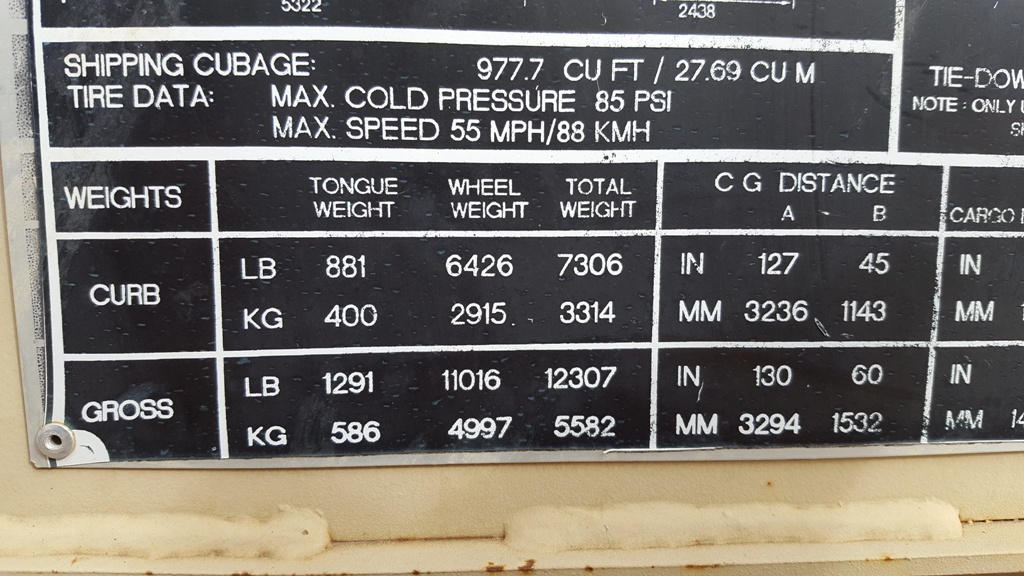 5322
2438
SHIPPING CUBAGE: 977.7 CU FT / 27.69 CU M
TIRE DATA: MAX. COLD PRESSURE 85 PSI
MAX. SPEED 55 MPH/88 KMH
NOTE: ONLY
WEIGHTS TONGUE WEIGHT WHEEL WEIGHT TOTAL WEIGHT C G DISTANCE A B CARGO
CURB LB 881 6426 7306 IN 127 45 IN
KG 400 2915 3314 MM 3236 1143 MM
GROSS LB 1291 11016 12307 IN 130 60 IN
KG 586 4997 5582 MM 3294 1532 MM